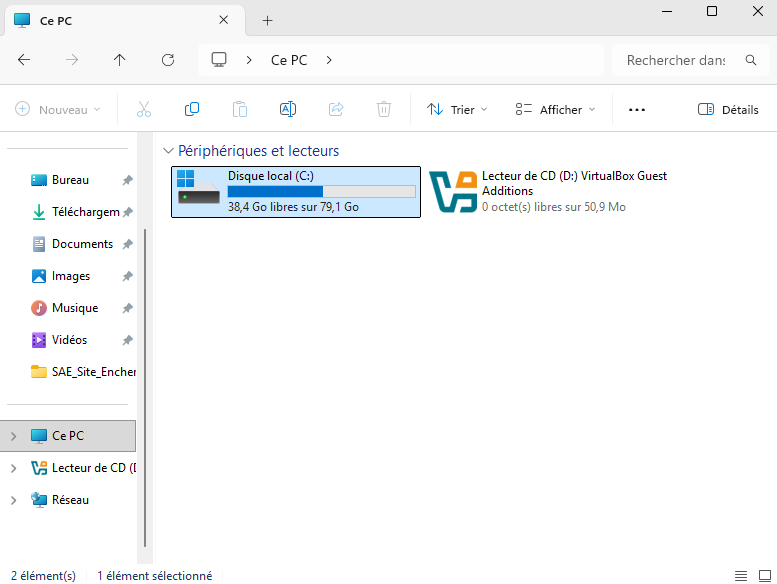 Ce PC
Ce PC
Rechercher dans
Nouveau
Trier
Afficher
Détails
Bureau
Téléchargem
Documents
Images
Musique
Vidéos
SAE_Site_Encher
Ce PC
Lecteur de CD (D
Réseau
Périphériques et lecteurs
Disque local (C:)
38,4 Go libres sur 79,1 Go
Lecteur de CD (D:) VirtualBox Guest
Additions
0 octet(s) libres sur 50,9 Mo
2 élément(s)
1 élément sélectionné